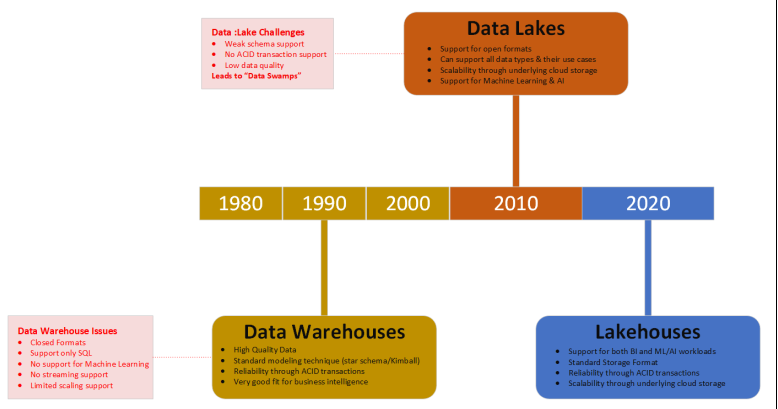 Data :Lake Challenges
• Weak schema support
• No ACID transaction support
• Low data quality
Leads to “Data Swamps”
Data Lakes
• Support for open formats
• Can support all data types & their use cases
• Scalability through underlying cloud storage
• Support for Machine Learning & AI
1980
1990
2000
2010
2020
Data Warehouse Issues
• Closed Formats
• Support only SQL
• No support for Machine Learning
• No streaming support
• Limited scaling support
Data Warehouses
• High Quality Data
• Standard modeling technique (star schema/Kimball)
• Reliability through ACID transactions
• Very good fit for business intelligence
Lakehouses
• Support for both BI and ML/AI workloads
• Standard Storage Format
• Reliability through ACID transactions
• Scalability through underlying cloud storage